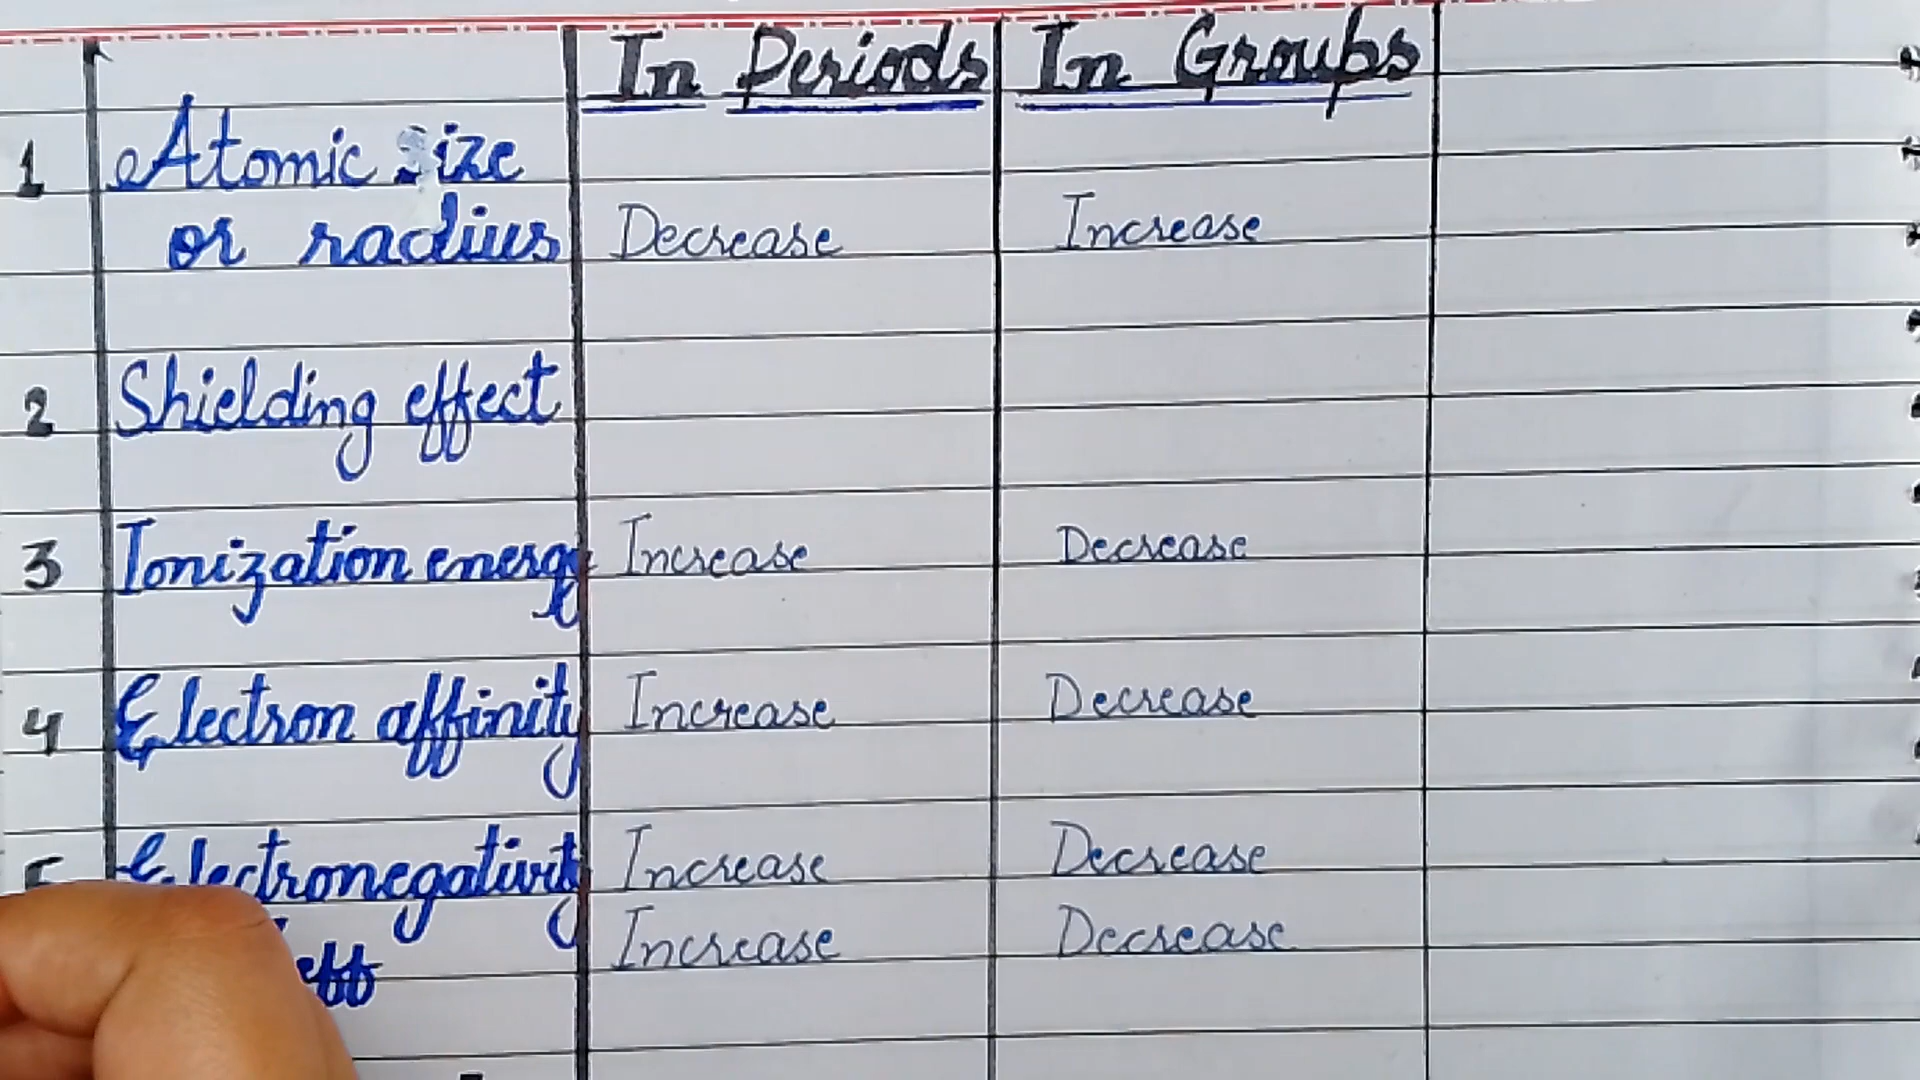 In Periods In Groups
1 Atomic Size
or radius Decrease Increase
2 Shielding effect
3 Ionization energy Increase Decrease
4 Electron affinity Increase Decrease
Electronegativity Increase Decrease
eff Increase Decrease